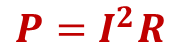 P = I²R